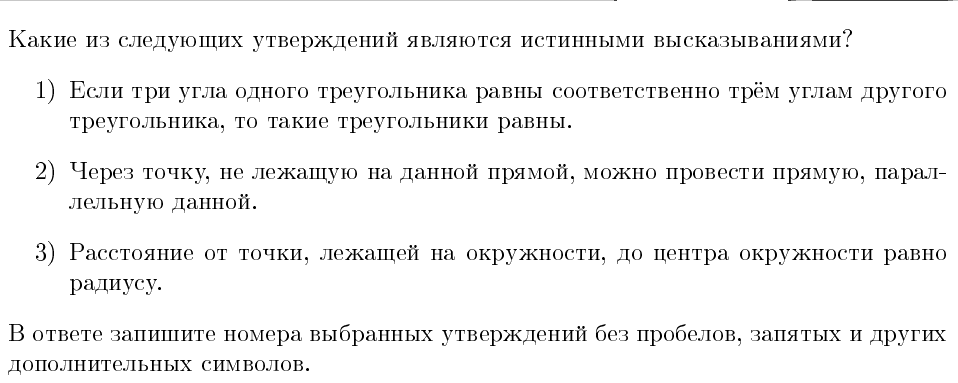 Какие из следующих утверждений являются истинными высказываниями?
1) Если три угла одного треугольника равны соответственно трём углам другого
треугольника, то такие треугольники равны.
2) Через точку, не лежащую на данной прямой, можно провести прямую, парал-
лельную данной.
3) Расстояние от точки, лежащей на окружности, до центра окружности равно
радиусу.
В ответе запишите номера выбранных утверждений без пробелов, запятых и других
дополнительных символов.